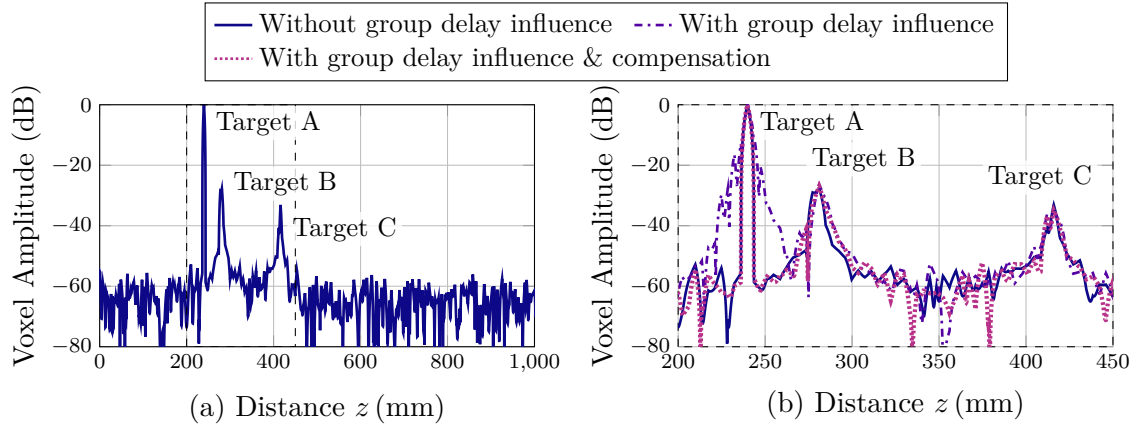 Without group delay influence
With group delay influence
With group delay influence & compensation
Voxel Amplitude (dB)
0
−20
−40
−60
−80
Target A
Target B
Target C
0
200
400
600
800
1,000
(a) Distance z (mm)
Voxel Amplitude (dB)
0
−20
−40
−60
−80
Target A
Target B
Target C
200
250
300
350
400
450
(b) Distance z (mm)